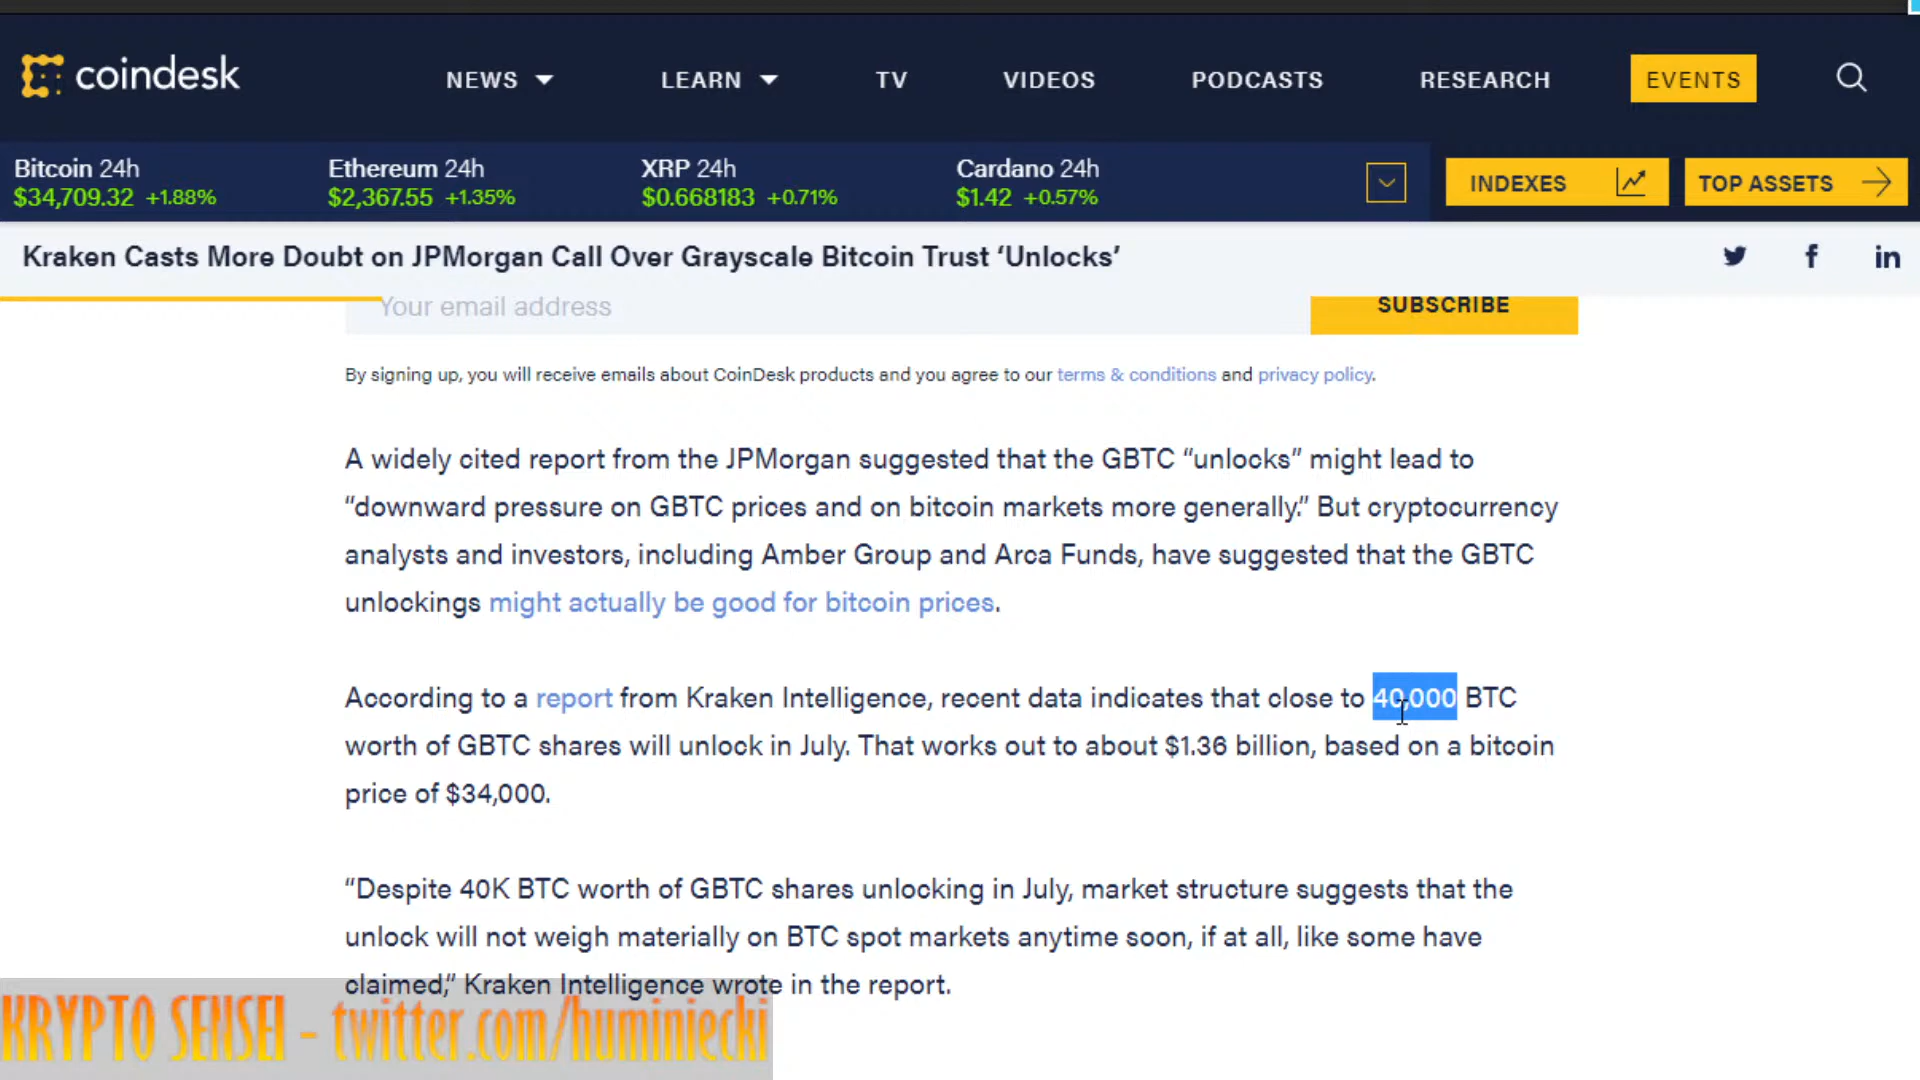 coindesk
NEWS
LEARN
TV
VIDEOS
PODCASTS
RESEARCH
EVENTS
Bitcoin 24h
$34,709.32 +1.88%
Ethereum 24h
$2,367.55 +1.35%
XRP 24h
$0.668183 +0.71%
Cardano 24h
$1.42 +0.57%
INDEXES
TOP ASSETS
Kraken Casts More Doubt on JPMorgan Call Over Grayscale Bitcoin Trust ‘Unlocks’
Your email address
SUBSCRIBE
By signing up, you will receive emails about CoinDesk products and you agree to our terms & conditions and privacy policy.
A widely cited report from the JPMorgan suggested that the GBTC “unlocks” might lead to
“downward pressure on GBTC prices and on bitcoin markets more generally.” But cryptocurrency
analysts and investors, including Amber Group and Arca Funds, have suggested that the GBTC
unlockings might actually be good for bitcoin prices.
According to a report from Kraken Intelligence, recent data indicates that close to 40,000 BTC
worth of GBTC shares will unlock in July. That works out to about $1.36 billion, based on a bitcoin
price of $34,000.
“Despite 40K BTC worth of GBTC shares unlocking in July, market structure suggests that the
unlock will not weigh materially on BTC spot markets anytime soon, if at all, like some have
claimed,” Kraken Intelligence wrote in the report.
KRYPTO SENSEI - twitter.com/huminiecki